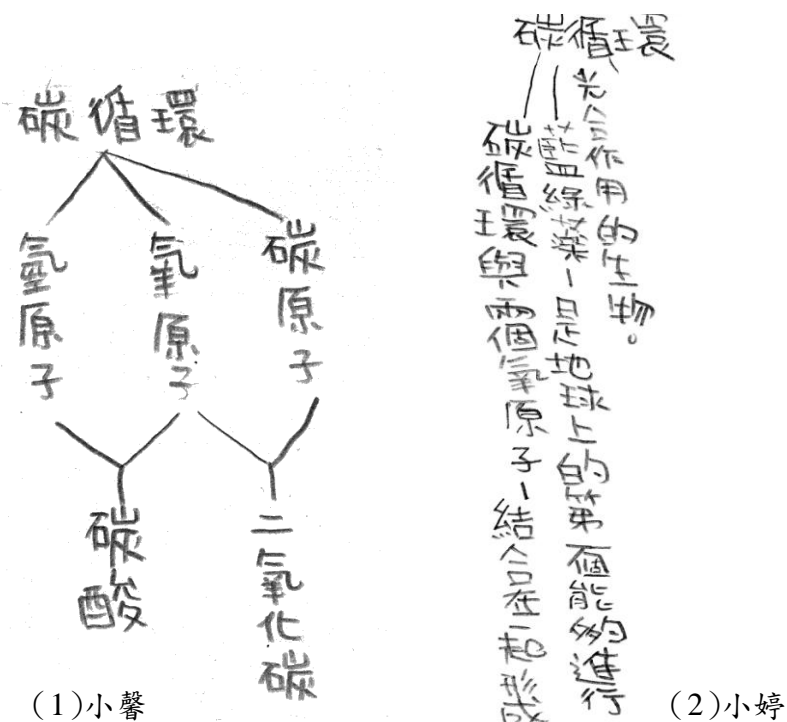 碳循環
氫原子
氧原子
碳原子
碳酸
二氧化碳
(1)小馨
碳循環
碳循環與兩個氧原子,結合在一起形
藍綠藻,是地球上的第個能夠進行
光合作用的生物。
(2)小婷